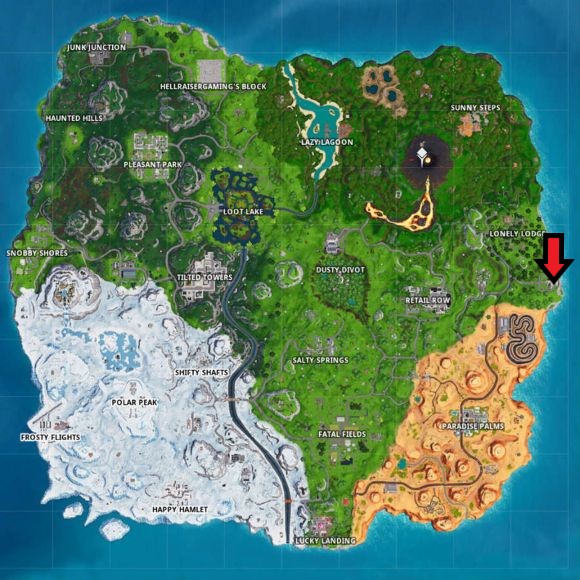 JUNK JUNCTION
HELLRAISERGAMING'S BLOCK
SUNNY STEPS
HAUNTED HILLS
LAZY LAGOON
PLEASANT PARK
LOOT LAKE
LONELY LODGE
SNOBBY SHORES
TILTED TOWERS
DUSTY DIVOT
RETAIL ROW
SALTY SPRINGS
SHIFTY SHAFTS
POLAR PEAK
PARADISE PALMS
FROSTY FLIGHTS
FATAL FIELDS
HAPPY HAMLET
LUCKY LANDING